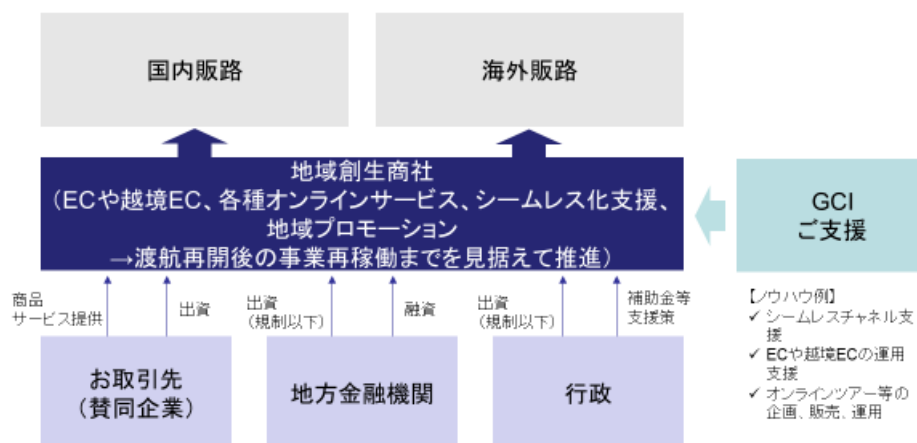 国内販路
海外販路
地域創生商社
(ECや越境EC、各種オンラインサービス、シームレス化支援、
地域プロモーション
→渡航再開後の事業再稼働までを見据えて推進)
GCI
ご支援
商品
サービス提供
出資
出資
(規制以下)
融資
出資
(規制以下)
補助金等
支援策
お取引先
(賛同企業)
地方金融機関
行政
【ノウハウ例】
✓ シームレスチャネル支
援
✓ ECや越境ECの運用
支援
✓ オンラインツアー等の
企画、販売、運用